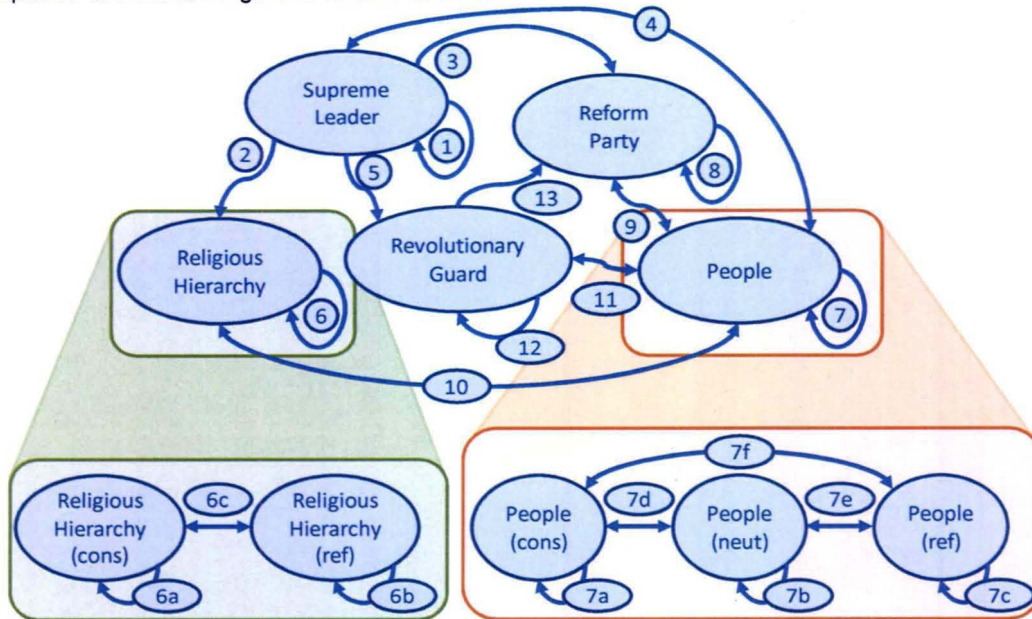 4
3
Supreme
Leader
Reform
Party
1
2
5
8
13
9
Religious
Hierarchy
Revolutionary
Guard
People
6
11
7
12
10
7f
Religious
Hierarchy
(cons)
6c
Religious
Hierarchy
(ref)
People
(cons)
7d
People
(neut)
7e
People
(ref)
6a
6b
7a
7b
7c